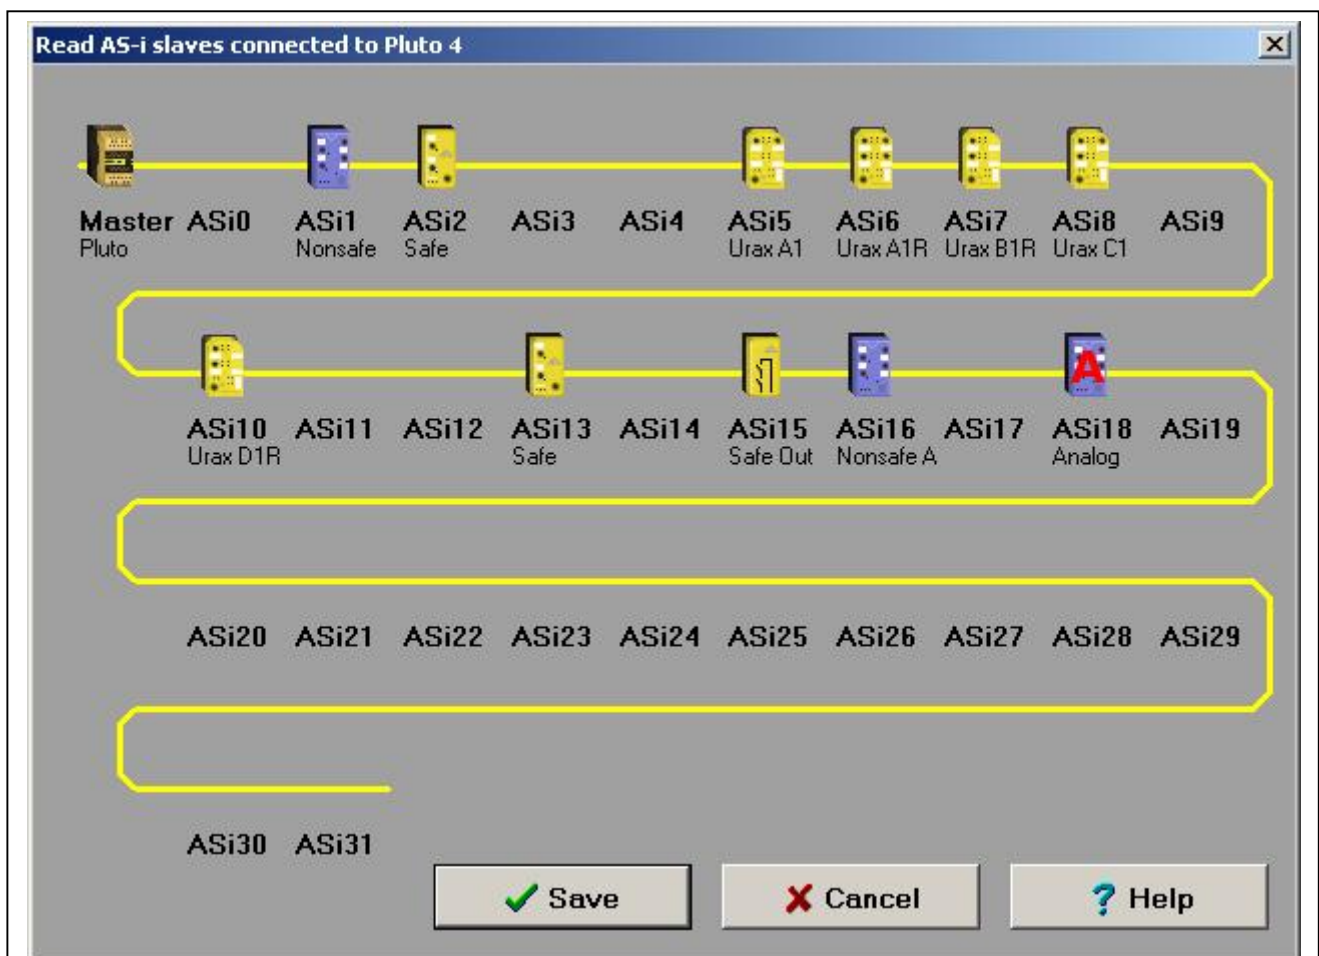 Read AS-i slaves connected to Pluto 4
Master ASi0 ASi1 ASi2 ASi3 ASi4 ASi5 ASi6 ASi7 ASi8 ASi9
Pluto Nonsafe Safe Urax A1 Urax A1R Urax B1R Urax C1
ASi10 ASi11 ASi12 ASi13 ASi14 ASi15 ASi16 ASi17 ASi18 ASi19
Urax D1R Safe Safe Out Nonsafe A Analog
ASi20 ASi21 ASi22 ASi23 ASi24 ASi25 ASi26 ASi27 ASi28 ASi29
ASi30 ASi31
Save Cancel ? Help